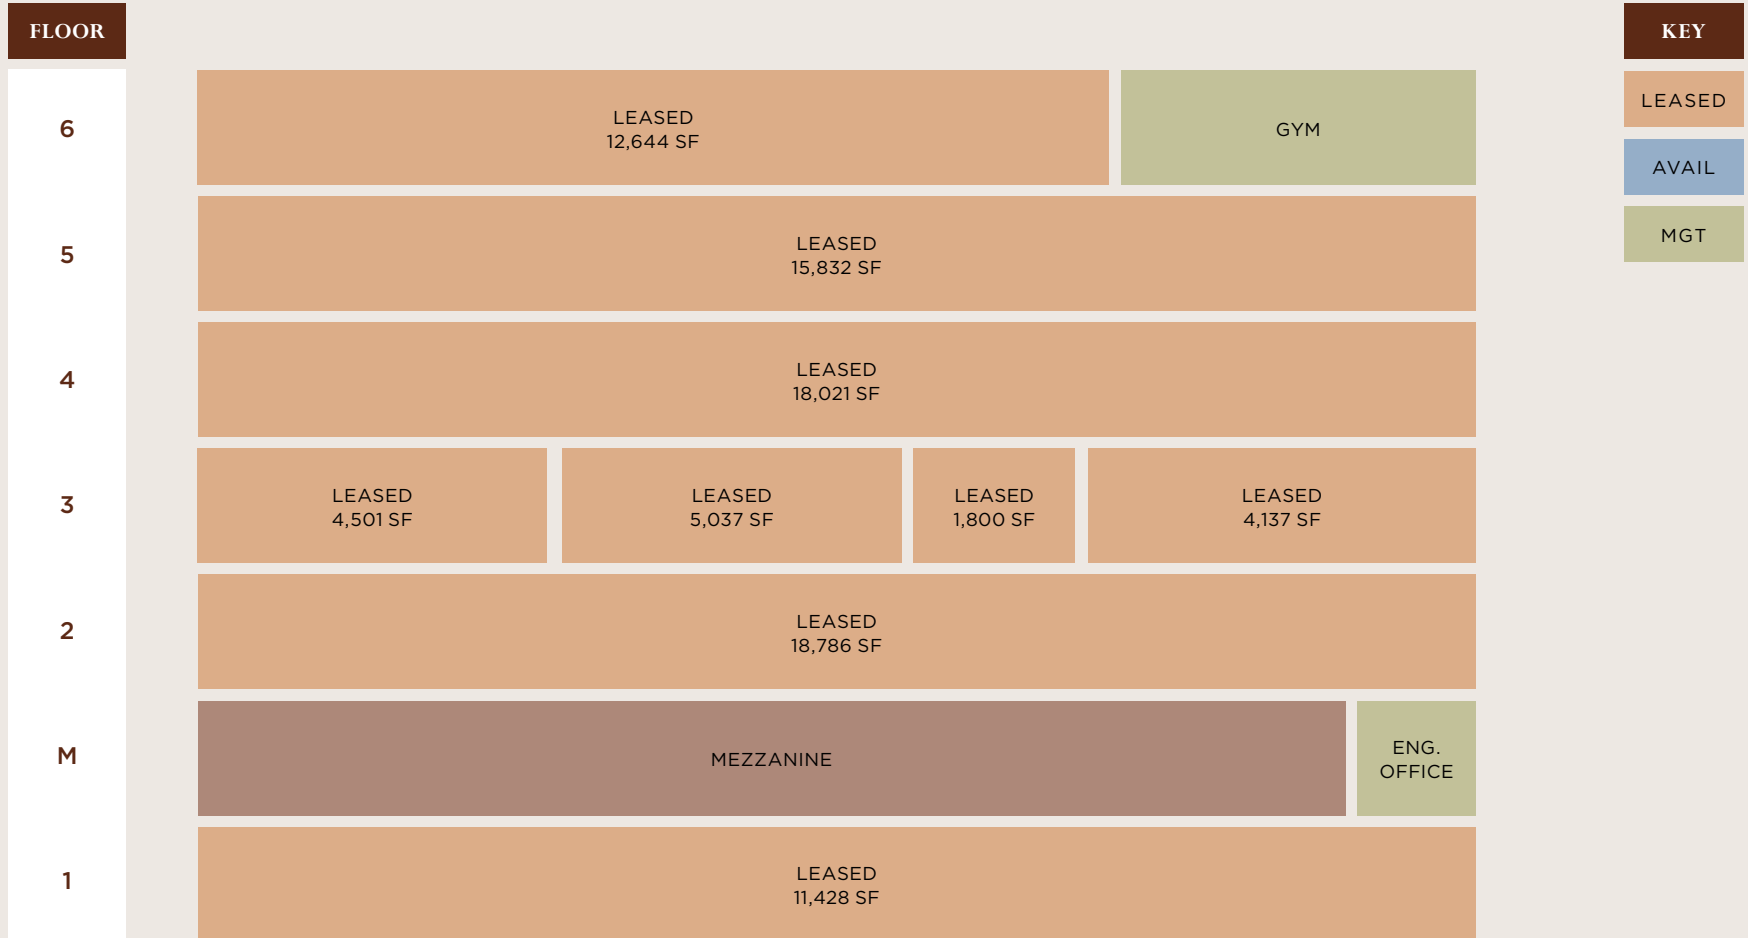 FLOOR
KEY
6
LEASED
12,644 SF
GYM
LEASED
AVAIL
MGT
5
LEASED
15,832 SF
4
LEASED
18,021 SF
3
LEASED
4,501 SF
LEASED
5,037 SF
LEASED
1,800 SF
LEASED
4,137 SF
2
LEASED
18,786 SF
M
MEZZANINE
ENG.
OFFICE
1
LEASED
11,428 SF